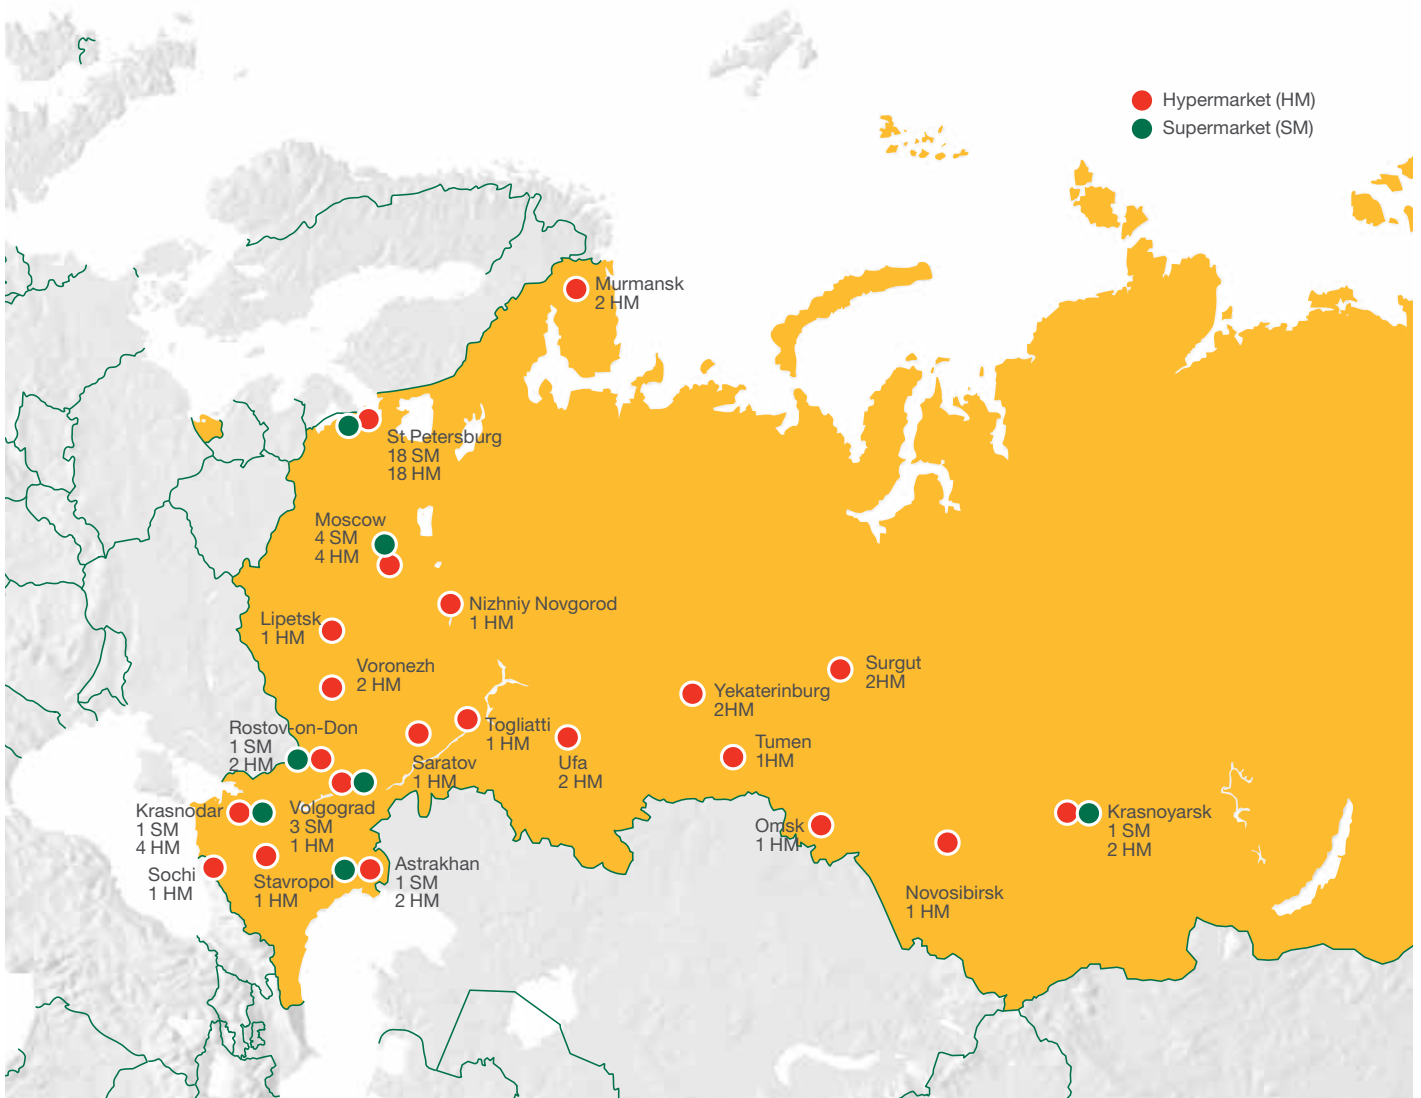 Hypermarket (HM)
Supermarket (SM)
Murmansk
2 HM
St Petersburg
18 SM
18 HM
Moscow
4 SM
4 HM
Nizhniy Novgorod
1 HM
Lipetsk
1 HM
Voronezh
2 HM
Surgut
2HM
Yekaterinburg
2HM
Rostov-on-Don
1 SM
2 HM
Togliatti
1 HM
Saratov
1 HM
Ufa
2 HM
Tumen
1HM
Krasnodar
1 SM
4 HM
Volgograd
3 SM
1 HM
Omsk
1 HM
Krasnoyarsk
1 SM
2 HM
Sochi
1 HM
Stavropol
1 HM
Astrakhan
1 SM
2 HM
Novosibirsk
1 HM